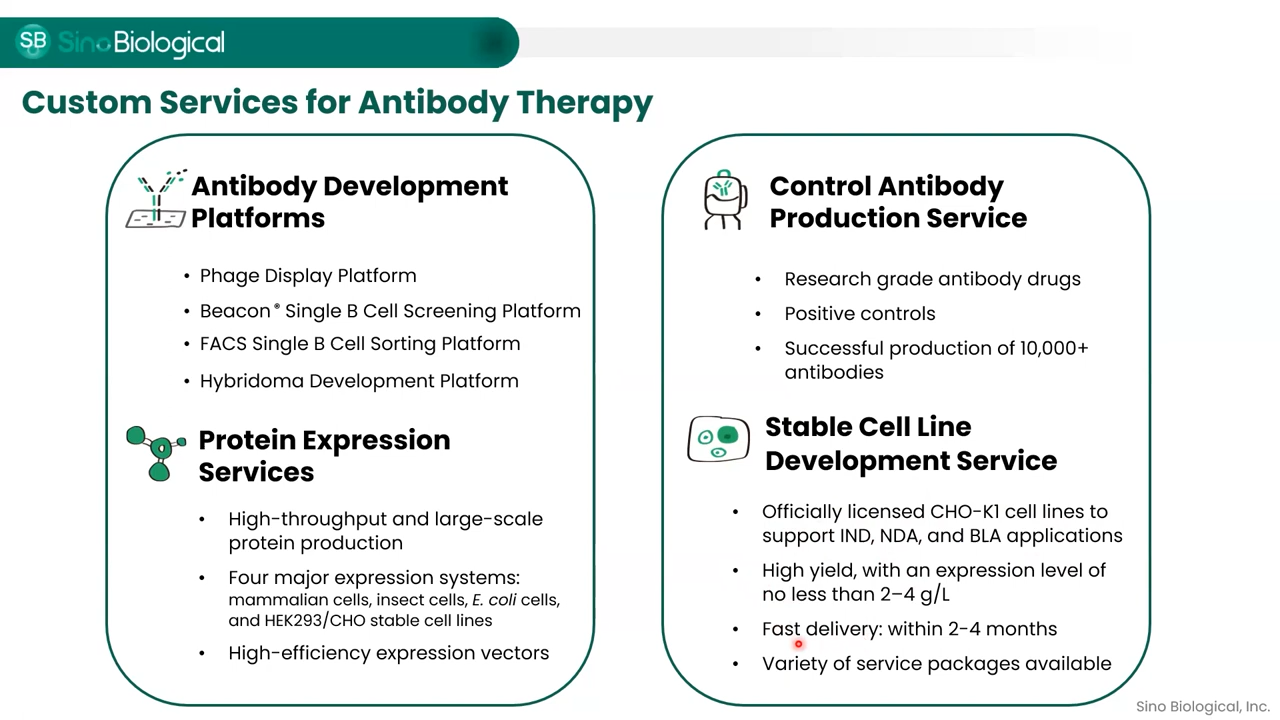 SB SinoBiological
Custom Services for Antibody Therapy
Antibody Development
Platforms
• Phage Display Platform
• Beacon® Single B Cell Screening Platform
• FACS Single B Cell Sorting Platform
• Hybridoma Development Platform
Protein Expression
Services
• High-throughput and large-scale
protein production
• Four major expression systems:
mammalian cells, insect cells, E. coli cells,
and HEK293/CHO stable cell lines
• High-efficiency expression vectors
Control Antibody
Production Service
• Research grade antibody drugs
• Positive controls
• Successful production of 10,000+
antibodies
Stable Cell Line
Development Service
• Officially licensed CHO-K1 cell lines to
support IND, NDA, and BLA applications
• High yield, with an expression level of
no less than 2–4 g/L
• Fast delivery: within 2-4 months
• Variety of service packages available
Sino Biological, Inc.